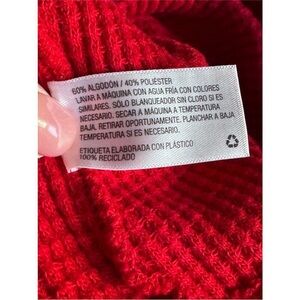 60% ALGODÓN / 40% POLIÉSTER
LAVAR A MÁQUINA CON AGUA FRÍA CON COLORES
SIMILARES. SÓLO BLANQUEADOR SIN CLORO SI ES
NECESARIO. SECAR A MÁQUINA A TEMPERATURA
BAJA. RETIRAR OPORTUNAMENTE. PLANCHAR A BAJA
TEMPERATURA SI ES NECESARIO.
ETIQUETA ELABORADA CON PLÁSTICO
100% RECICLADO